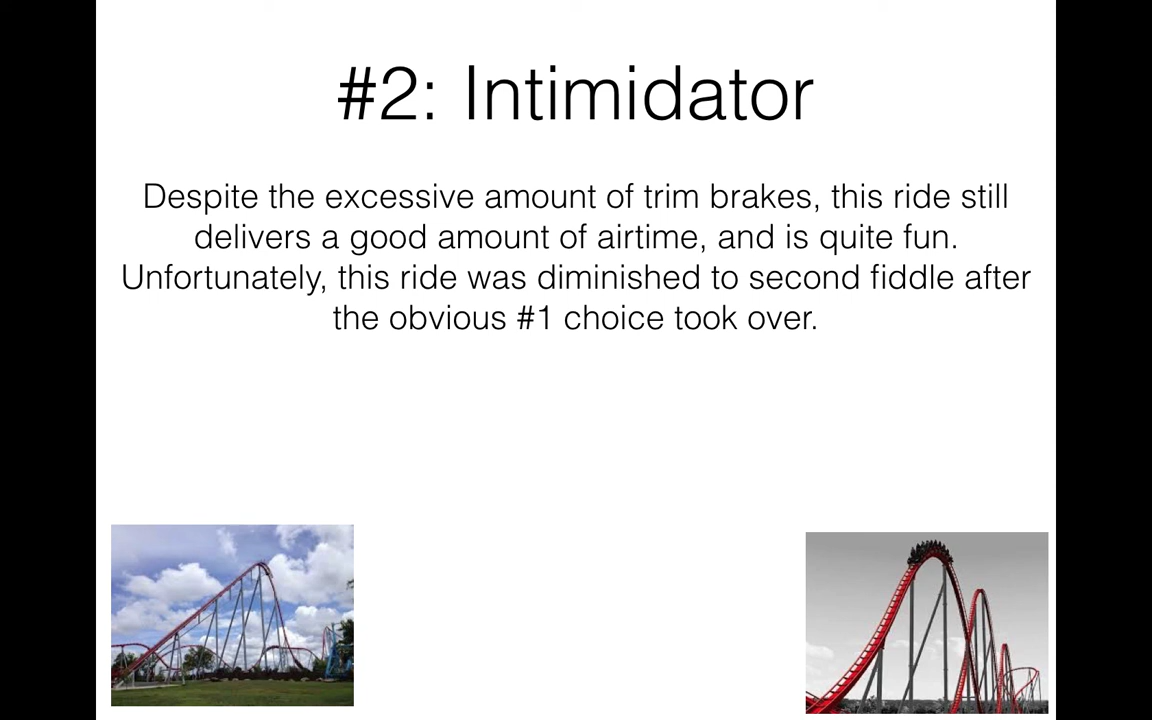 #2: Intimidator
Despite the excessive amount of trim brakes, this ride still
delivers a good amount of airtime, and is quite fun.
Unfortunately, this ride was diminished to second fiddle after
the obvious #1 choice took over.